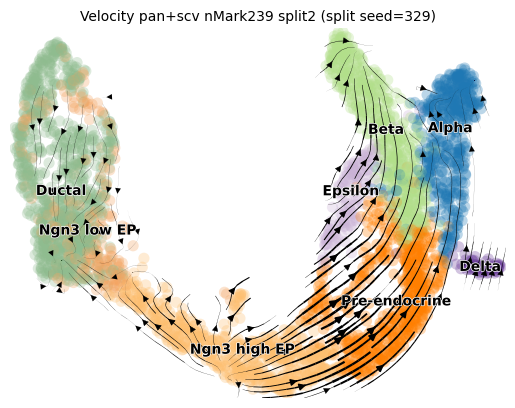 Velocity pan+scv nMark239 split2 (split seed=329)
Beta
Alpha
Ductal
Epsilon
Ngn3 low EP
Delta
Pre-endocrine
Ngn3 high EP